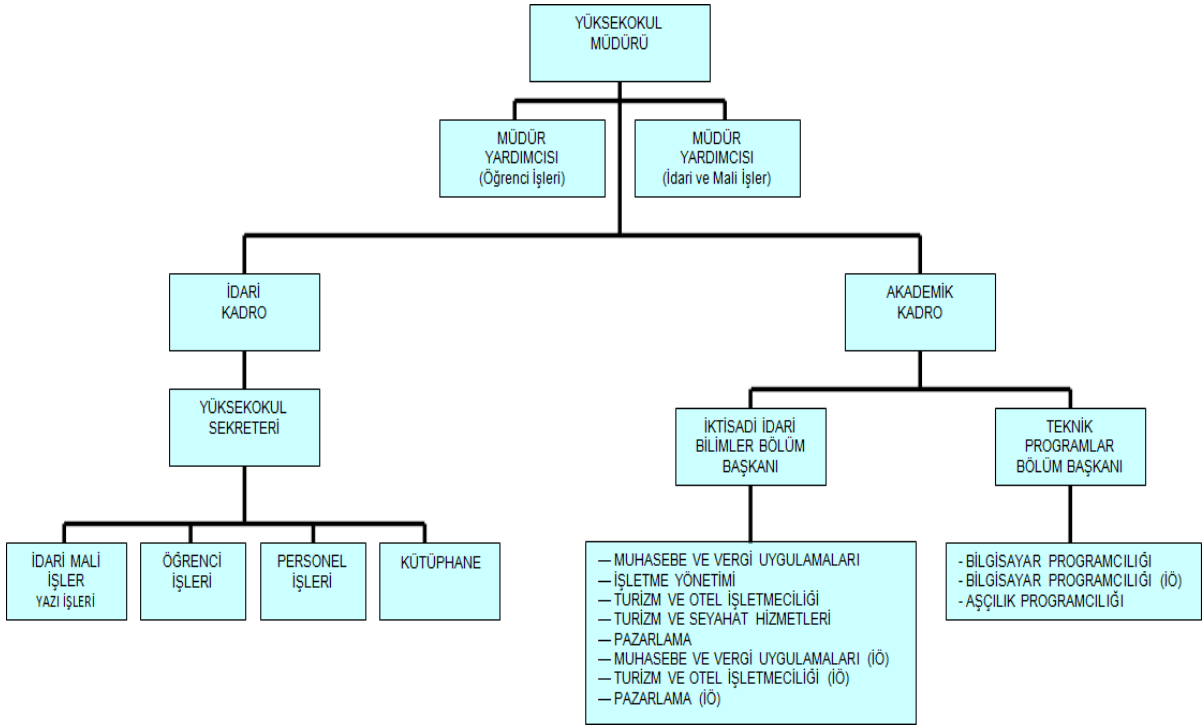 YÜKSEKOKUL
MÜDÜRÜ
MÜDÜR
YARDIMCISI
(Öğrenci İşleri)
MÜDÜR
YARDIMCISI
(İdari ve Mali İşler)
İDARİ
KADRO
AKADEMİK
KADRO
YÜKSEKOKUL
SEKRETERİ
İKTİSADİ İDARİ
BİLİMLER BÖLÜM
BAŞKANI
TEKNİK
PROGRAMLAR
BÖLÜM BAŞKANI
İDARİ MALİ
İŞLER
YAZI İŞLERİ
ÖĞRENCİ
İŞLERİ
PERSONEL
İŞLERİ
KÜTÜPHANE
— MUHASEBE VE VERGİ UYGULAMALARI
— İŞLETME YÖNETİMİ
— TURİZM VE OTEL İŞLETMECİLİĞİ
— TURİZM VE SEYAHAT HİZMETLERİ
— PAZARLAMA
— MUHASEBE VE VERGİ UYGULAMALARI (İÖ)
— TURİZM VE OTEL İŞLETMECİLİĞİ (İÖ)
— PAZARLAMA (İÖ)
- BİLGİSAYAR PROGRAMCILIĞI
- BİLGİSAYAR PROGRAMCILIĞI (İÖ)
- AŞÇILIK PROGRAMCILIĞI